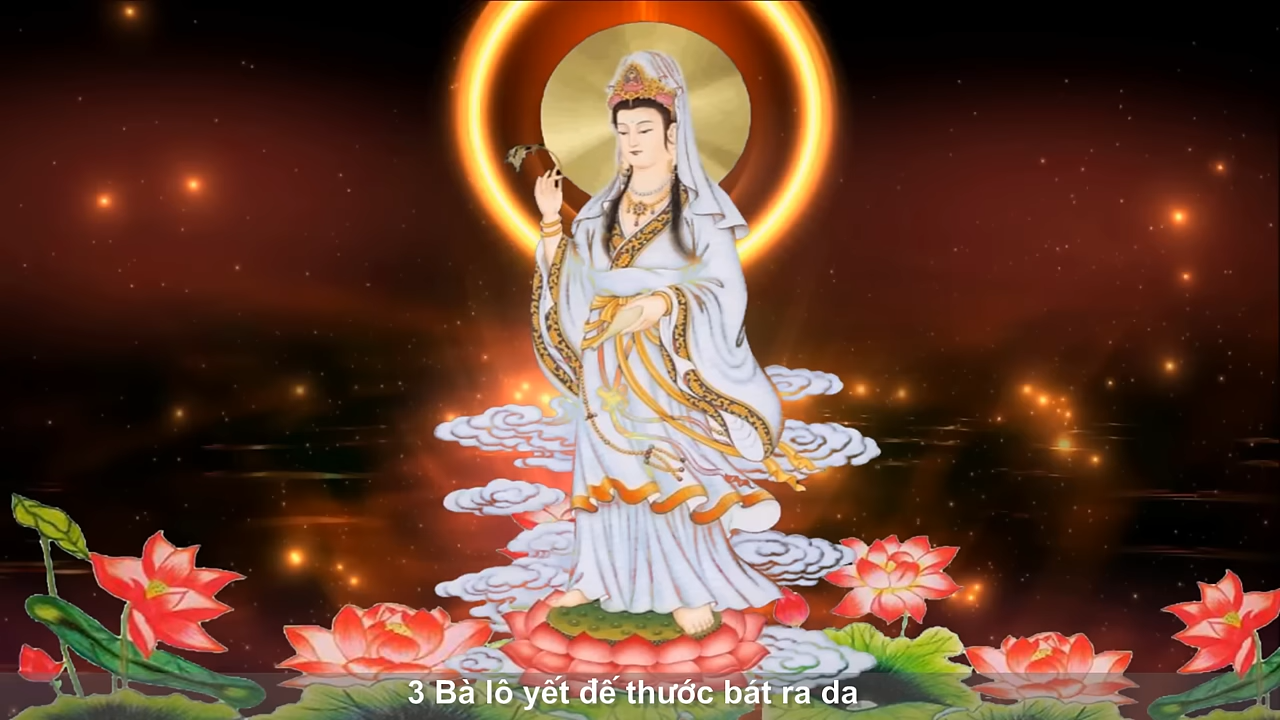 3 Bà lô yết đế thước bát ra da